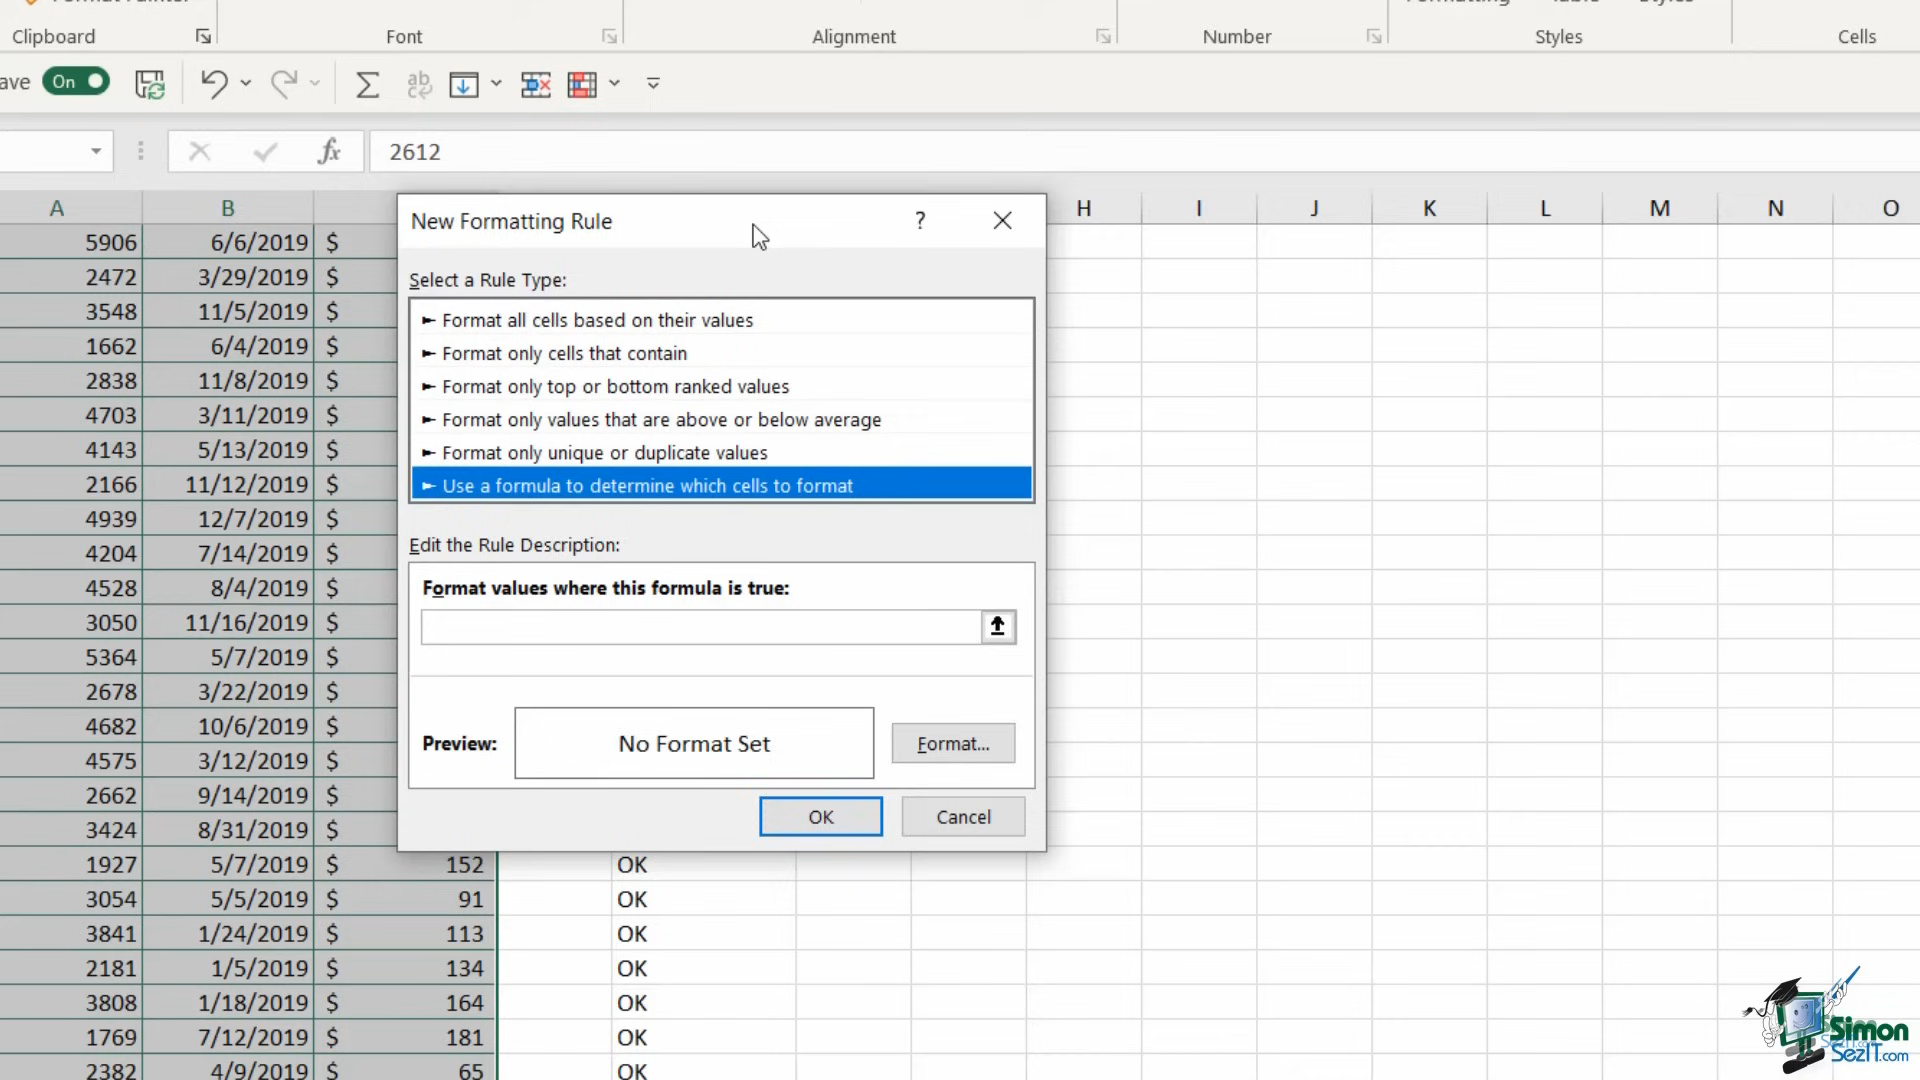 Clipboard Font Alignment Number Styles Cells
ave On
2612
A B H I J K L M N O
New Formatting Rule ?
Select a Rule Type:
Format all cells based on their values
Format only cells that contain
Format only top or bottom ranked values
Format only values that are above or below average
Format only unique or duplicate values
Use a formula to determine which cells to format
Edit the Rule Description:
Format values where this formula is true:
Preview: No Format Set Format...
OK Cancel
5906 6/6/2019 $
2472 3/29/2019 $
3548 11/5/2019 $
1662 6/4/2019 $
2838 11/8/2019 $
4703 3/11/2019 $
4143 5/13/2019 $
2166 11/12/2019 $
4939 12/7/2019 $
4204 7/14/2019 $
4528 8/4/2019 $
3050 11/16/2019 $
5364 5/7/2019 $
2678 3/22/2019 $
4682 10/6/2019 $
4575 3/12/2019 $
2662 9/14/2019 $
3424 8/31/2019 $
1927 5/7/2019 $ 152 OK
3054 5/5/2019 $ 91 OK
3841 1/24/2019 $ 113 OK
2181 1/5/2019 $ 134 OK
3808 1/18/2019 $ 164 OK
1769 7/12/2019 $ 181 OK
2382 4/9/2019 $ 65 OK
Simon
SezIT.com